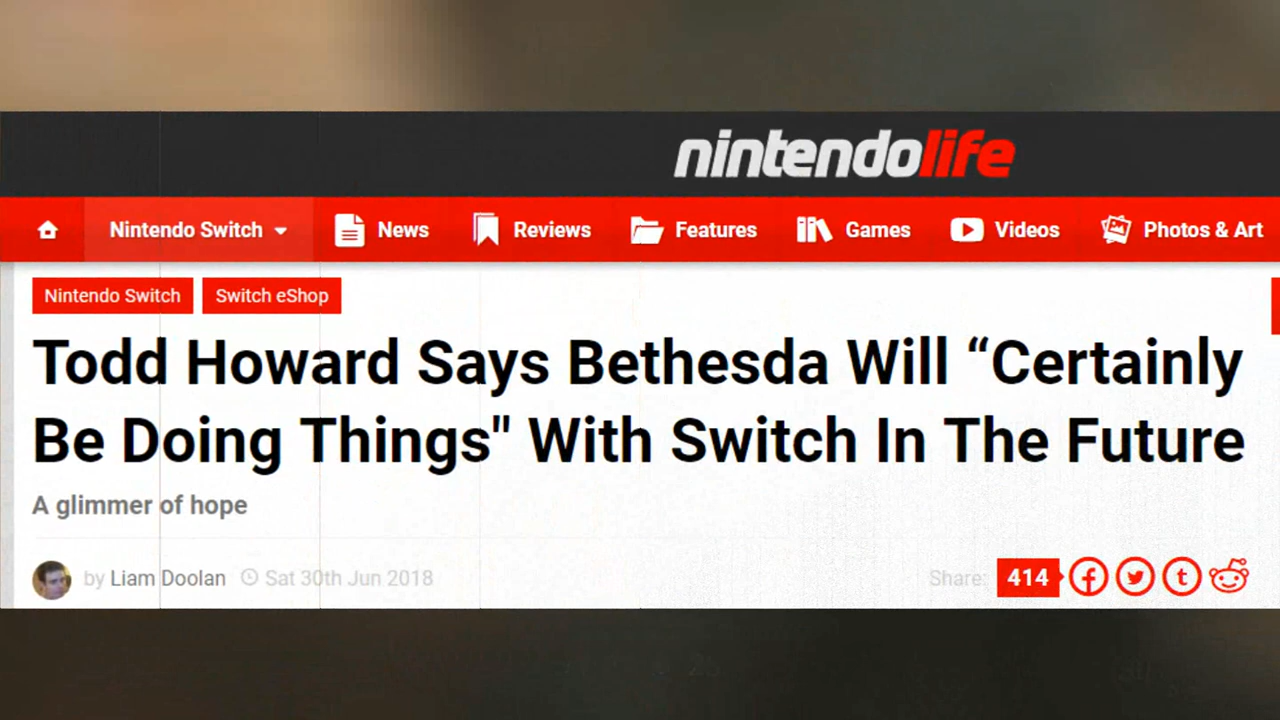 nintendolife
Nintendo Switch News Reviews Features Games Videos Photos & Art
Nintendo Switch Switch eShop
Todd Howard Says Bethesda Will “Certainly
Be Doing Things" With Switch In The Future
A glimmer of hope
by Liam Doolan Sat 30th Jun 2018 Share: 414